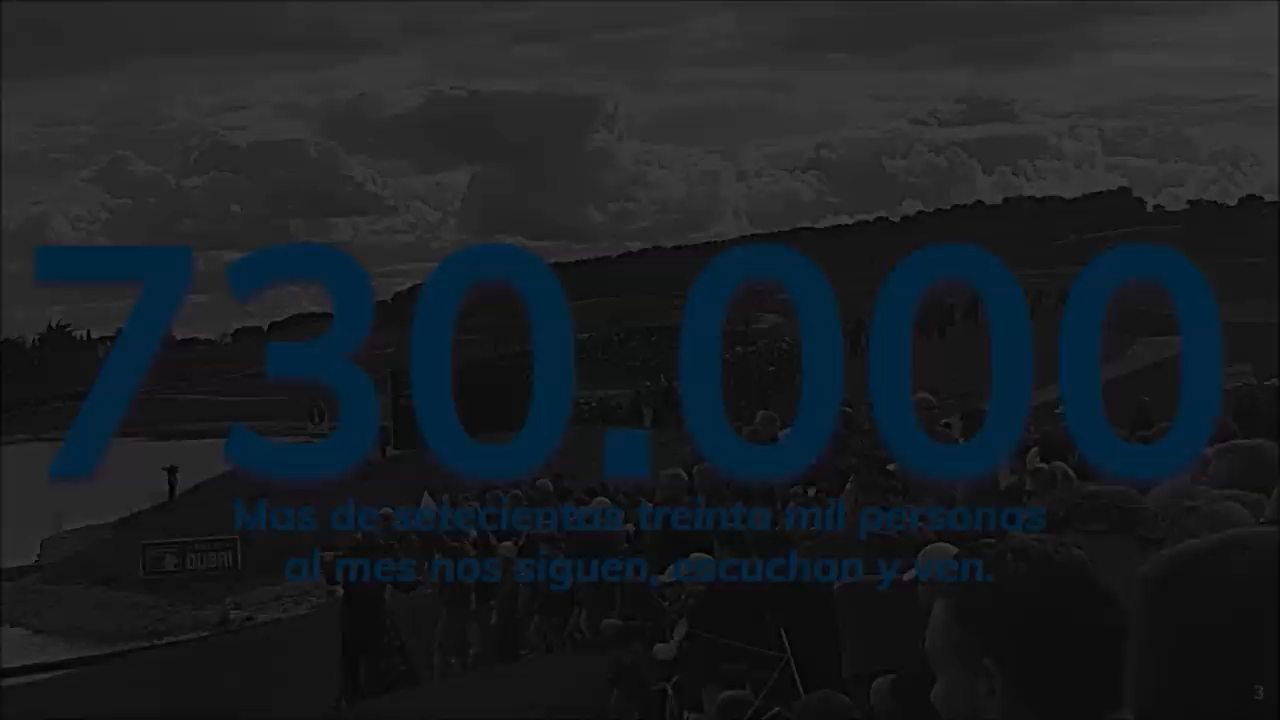 730.000
Mas de setecientas treinta mil personas
al mes nos siguen, escuchan y ven.
DUBAI
3